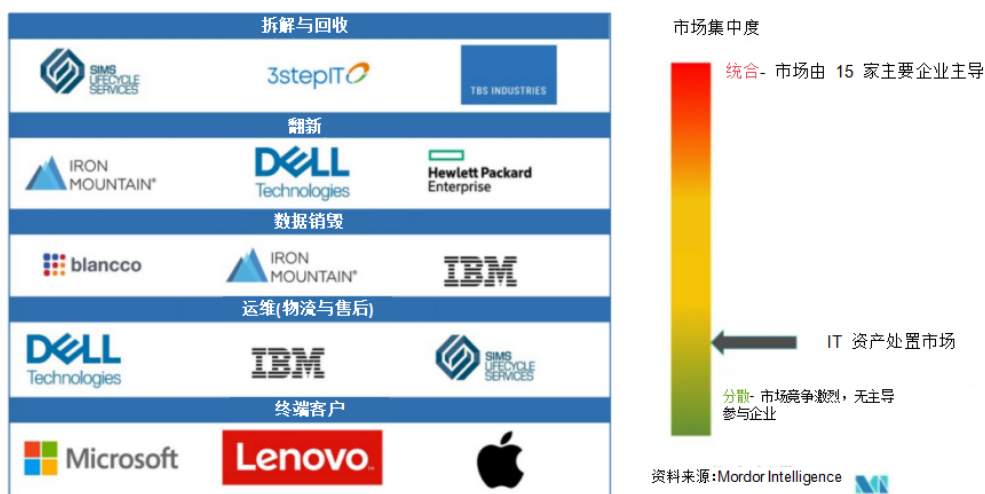 拆解与回收
SIMS
LIFECYCLE
SERVICES
3stepIT
TBS INDUSTRIES
翻新
IRON
MOUNTAIN®
DELL
Technologies
Hewlett Packard
Enterprise
数据销毁
blancco
IRON
MOUNTAIN®
IBM
运维(物流与售后)
DELL
Technologies
IBM
SIMS
LIFECYCLE
SERVICES
终端客户
Microsoft
Lenovo
市场集中度
统合- 市场由 15 家主要企业主导
IT 资产处置市场
分散- 市场竞争激烈，无主导
参与企业
资料来源:Mordor Intelligence